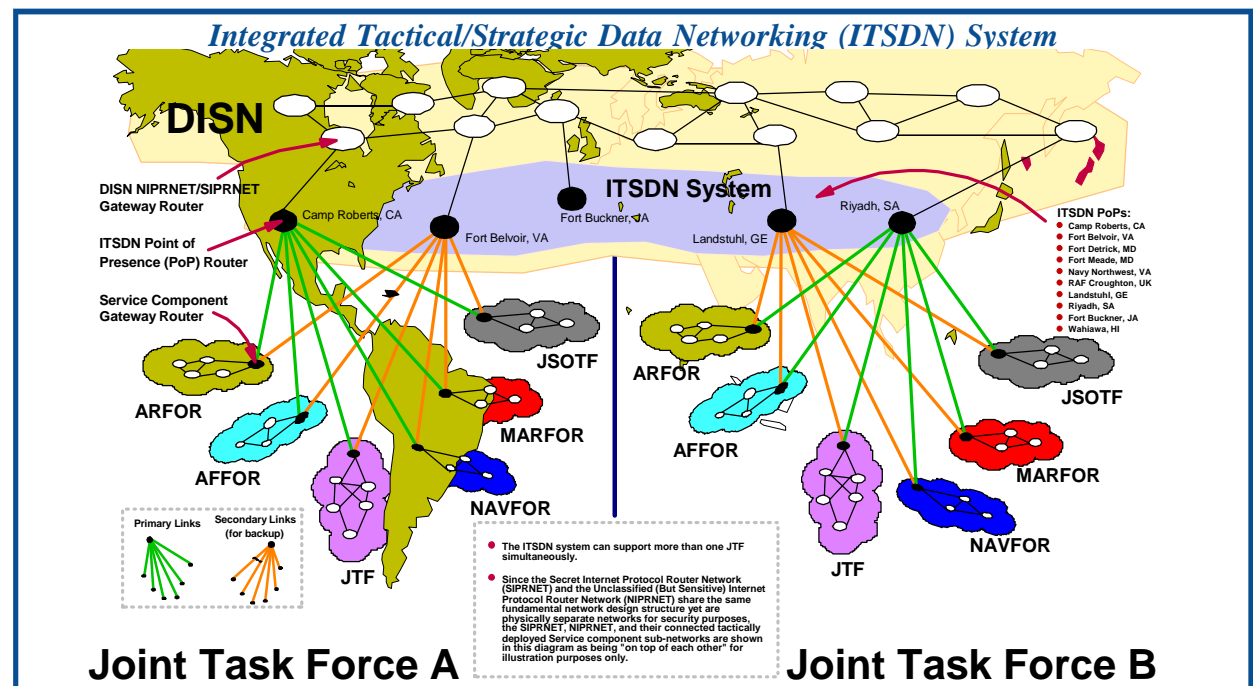 Integrated Tactical/Strategic Data Networking (ITSDN) System
DISN
DISN NIPRNET/SIPRNET
Gateway Router
ITSDN Point of
Presence (PoP) Router
Service Component
Gateway Router
ITSDN System
Camp Roberts, CA
Fort Belvoir, VA
Fort Buckner, JA
Landstuhl, GE
Riyadh, SA
ITSDN PoPs:
Camp Roberts, CA
Fort Belvoir, VA
Fort Detrick, MD
Fort Meade, MD
Navy Northwest, VA
RAF Croughton, UK
Landstuhl, GE
Riyadh, SA
Fort Buckner, JA
Wahiawa, HI
ARFOR
AFFOR
JTF
NAVFOR
MARFOR
JSOTF
ARFOR
AFFOR
JTF
NAVFOR
MARFOR
JSOTF
Primary Links
Secondary Links
(for backup)
The ITSDN system can support more than one JTF
simultaneously.
Since the Secret Internet Protocol Router Network
(SIPRNET) and the Unclassified (But Sensitive) Internet
Protocol Router Network (NIPRNET) share the same
fundamental network design structure yet are
physically separate networks for security purposes,
the SIPRNET, NIPRNET, and their connected tactically
deployed Service component sub-networks are shown
in this diagram as being "on top of each other" for
illustration purposes only.
Joint Task Force A
Joint Task Force B